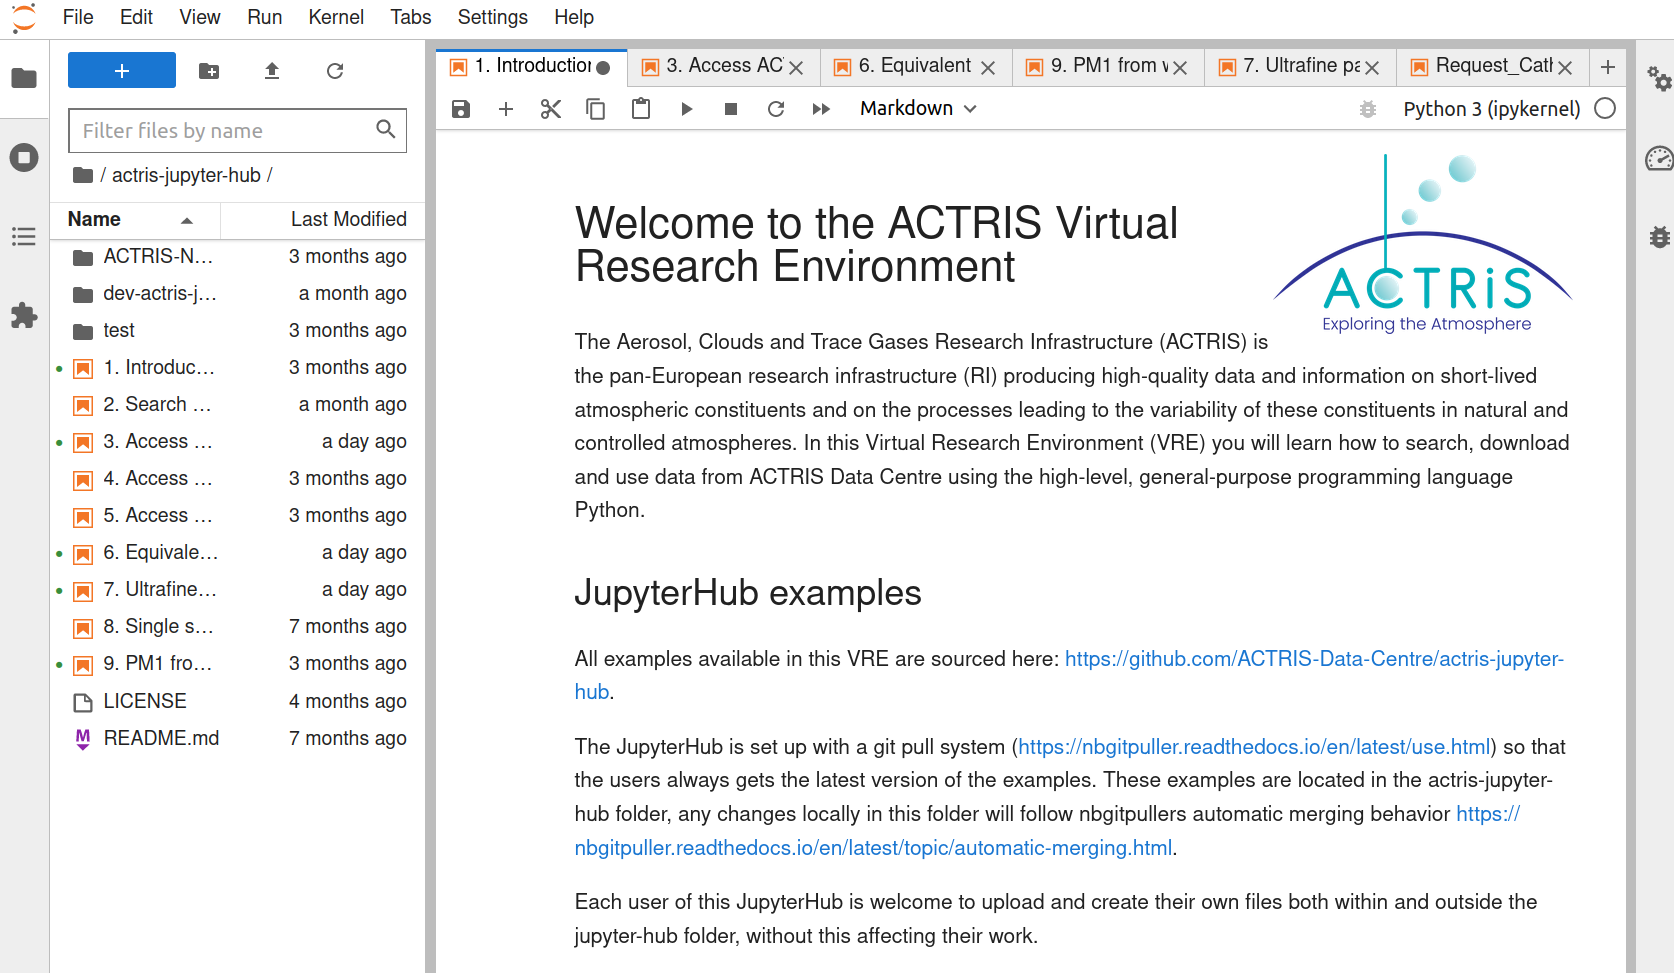 File Edit View Run Kernel Tabs Settings Help
+
Filter files by name
/ actris-jupyter-hub /
Name Last Modified
ACTRIS-N… 3 months ago
dev-actris-j… a month ago
test 3 months ago
1. Introduc… 3 months ago
2. Search … a month ago
3. Access … a day ago
4. Access … 3 months ago
5. Access … 3 months ago
6. Equivale… a day ago
7. Ultrafine… a day ago
8. Single s… 7 months ago
9. PM1 fro… 3 months ago
LICENSE 4 months ago
M README.md 7 months ago
1. Introduction 3. Access AC 6. Equivalent 9. PM1 from 7. Ultrafine pa Request_Cath
Markdown Python 3 (ipykernel)
ACTRiS
Exploring the Atmosphere
Welcome to the ACTRIS Virtual
Research Environment
The Aerosol, Clouds and Trace Gases Research Infrastructure (ACTRIS) is
the pan-European research infrastructure (RI) producing high-quality data and information on short-lived
atmospheric constituents and on the processes leading to the variability of these constituents in natural and
controlled atmospheres. In this Virtual Research Environment (VRE) you will learn how to search, download
and use data from ACTRIS Data Centre using the high-level, general-purpose programming language
Python.
JupyterHub examples
All examples available in this VRE are sourced here: https://github.com/ACTRIS-Data-Centre/actris-jupyter-
hub.
The JupyterHub is set up with a git pull system (https://nbgitpuller.readthedocs.io/en/latest/use.html) so that
the users always gets the latest version of the examples. These examples are located in the actris-jupyter-
hub folder, any changes locally in this folder will follow nbgitpullers automatic merging behavior https://
nbgitpuller.readthedocs.io/en/latest/topic/automatic-merging.html.
Each user of this JupyterHub is welcome to upload and create their own files both within and outside the
jupyter-hub folder, without this affecting their work.